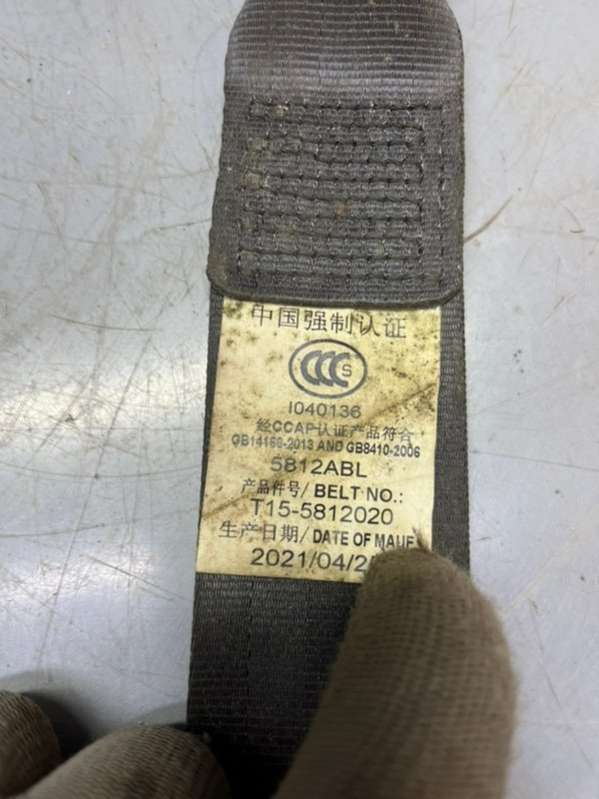 中国强制认证
CCC S
I040136
经CCAP认证产品符合
GB14166-2013 AND GB8410-2006
5812ABL
产品件号/ BELT NO.:
T15-5812020
生产日期/ DATE OF MAUF
2021/04/2